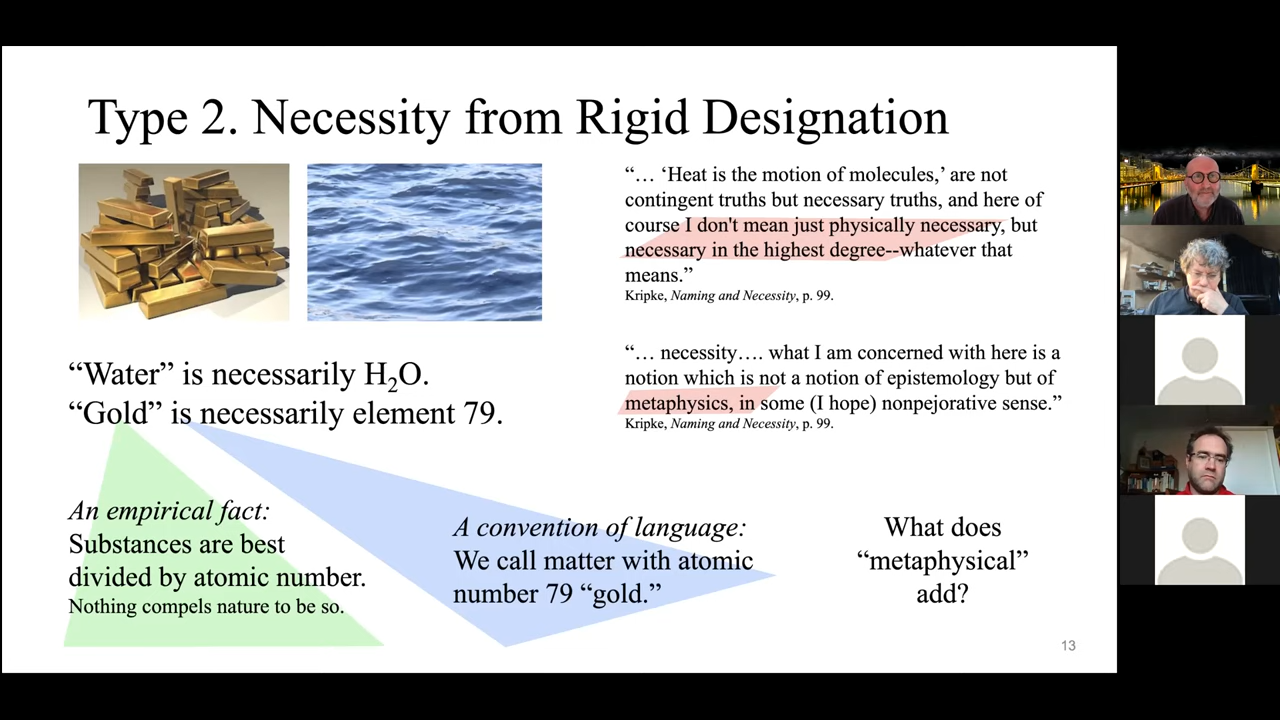 Type 2. Necessity from Rigid Designation
“… ‘Heat is the motion of molecules,’ are not
contingent truths but necessary truths, and here of
course I don't mean just physically necessary, but
necessary in the highest degree--whatever that
means.”
Kripke, Naming and Necessity, p. 99.
“… necessity…. what I am concerned with here is a
notion which is not a notion of epistemology but of
metaphysics, in some (I hope) nonpejorative sense.”
Kripke, Naming and Necessity, p. 99.
“Water” is necessarily H₂O.
“Gold” is necessarily element 79.
An empirical fact:
Substances are best
divided by atomic number.
Nothing compels nature to be so.
A convention of language:
We call matter with atomic
number 79 “gold.”
What does
“metaphysical”
add?
13